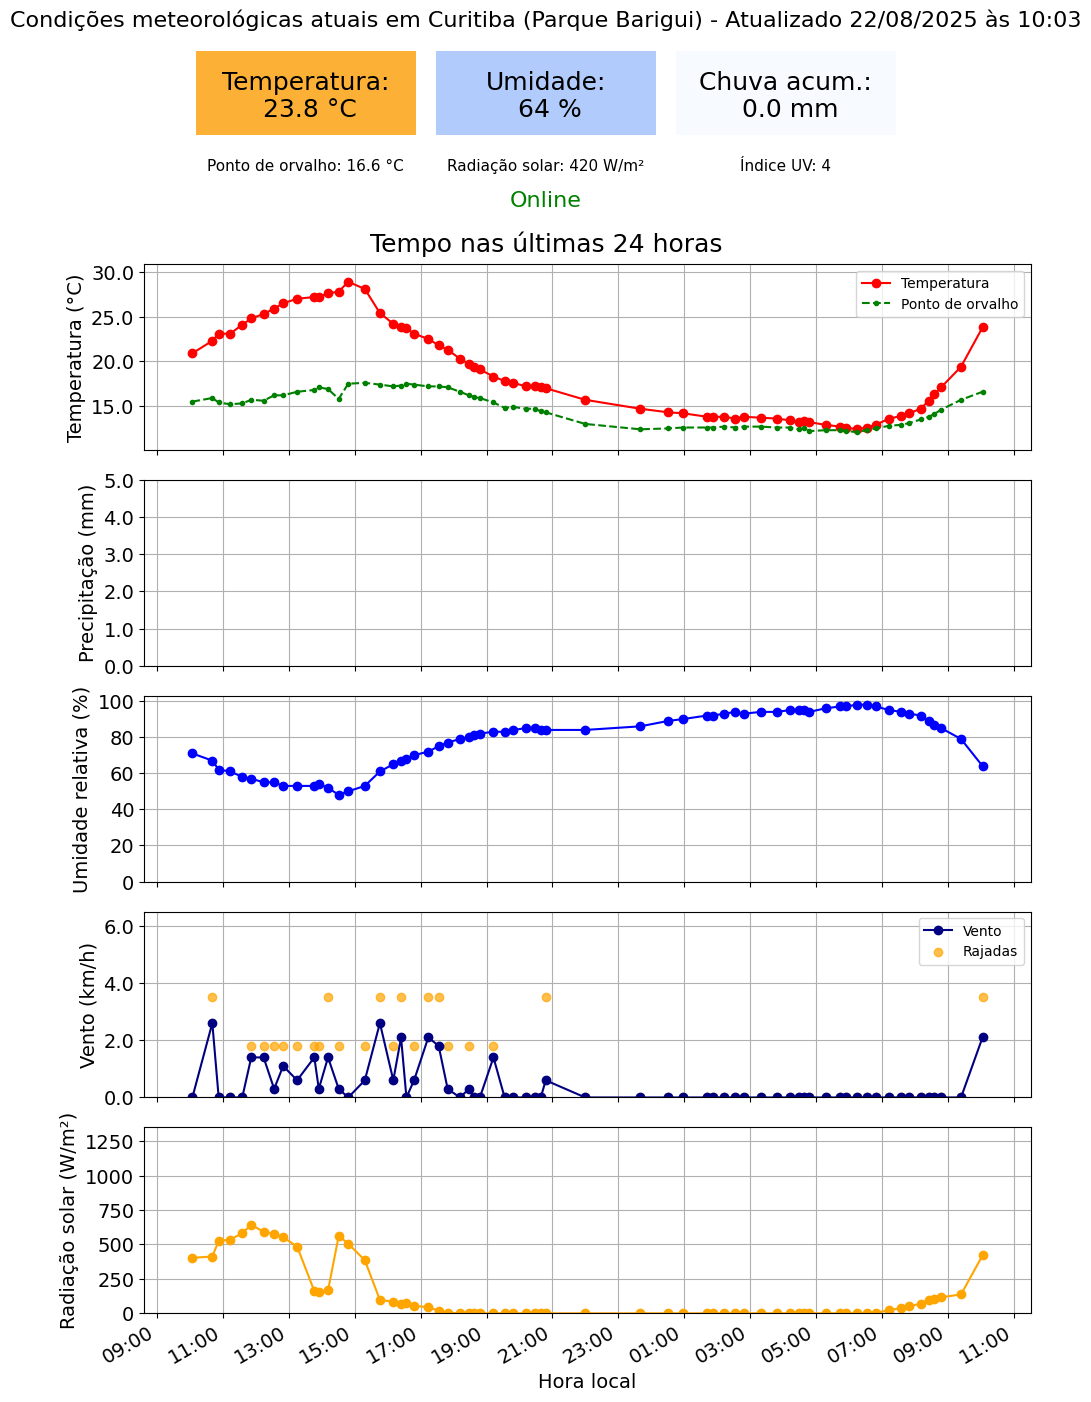 Condições meteorológicas atuais em Curitiba (Parque Barigui) - Atualizado 22/08/2025 às 10:03
Temperatura:
23.8 °C
Umidade:
64 %
Chuva acum.:
0.0 mm
Ponto de orvalho: 16.6 °C
Radiação solar: 420 W/m²
Índice UV: 4
Online
Tempo nas últimas 24 horas
Temperatura (°C)
30.0
25.0
20.0
15.0
Temperatura
Ponto de orvalho
Precipitação (mm)
5.0
4.0
3.0
2.0
1.0
0.0
Umidade relativa (%)
100
80
60
40
20
0
Vento (km/h)
6.0
4.0
2.0
0.0
Vento
Rajadas
Radiação solar (W/m²)
1250
1000
750
500
250
0
09:00
11:00
13:00
15:00
17:00
19:00
21:00
23:00
01:00
03:00
05:00
07:00
09:00
11:00
Hora local